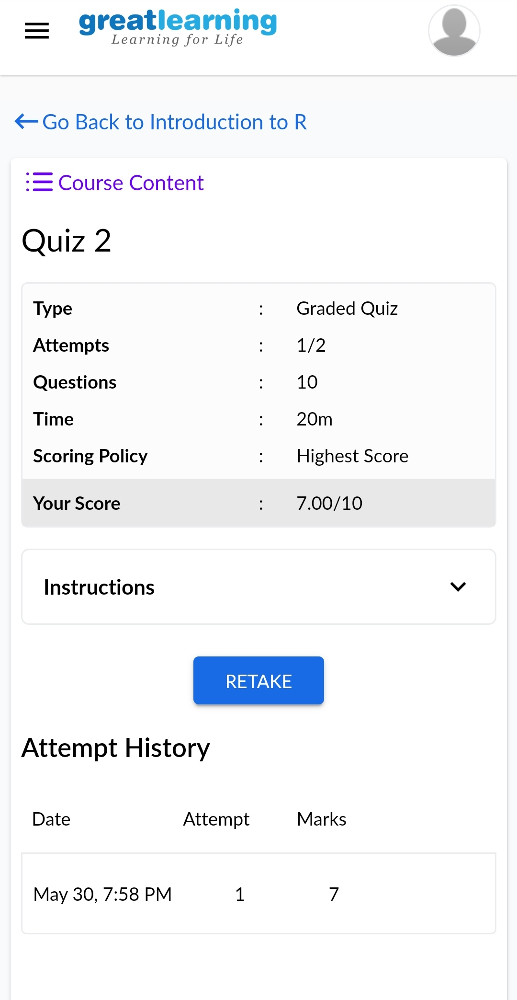 greatlearning
Learning for Life
Go Back to Introduction to R
Course Content
Quiz 2
Type : Graded Quiz
Attempts : 1/2
Questions : 10
Time : 20m
Scoring Policy : Highest Score
Your Score : 7.00/10
Instructions
RETAKE
Attempt History
Date Attempt Marks
May 30, 7:58 PM 1 7